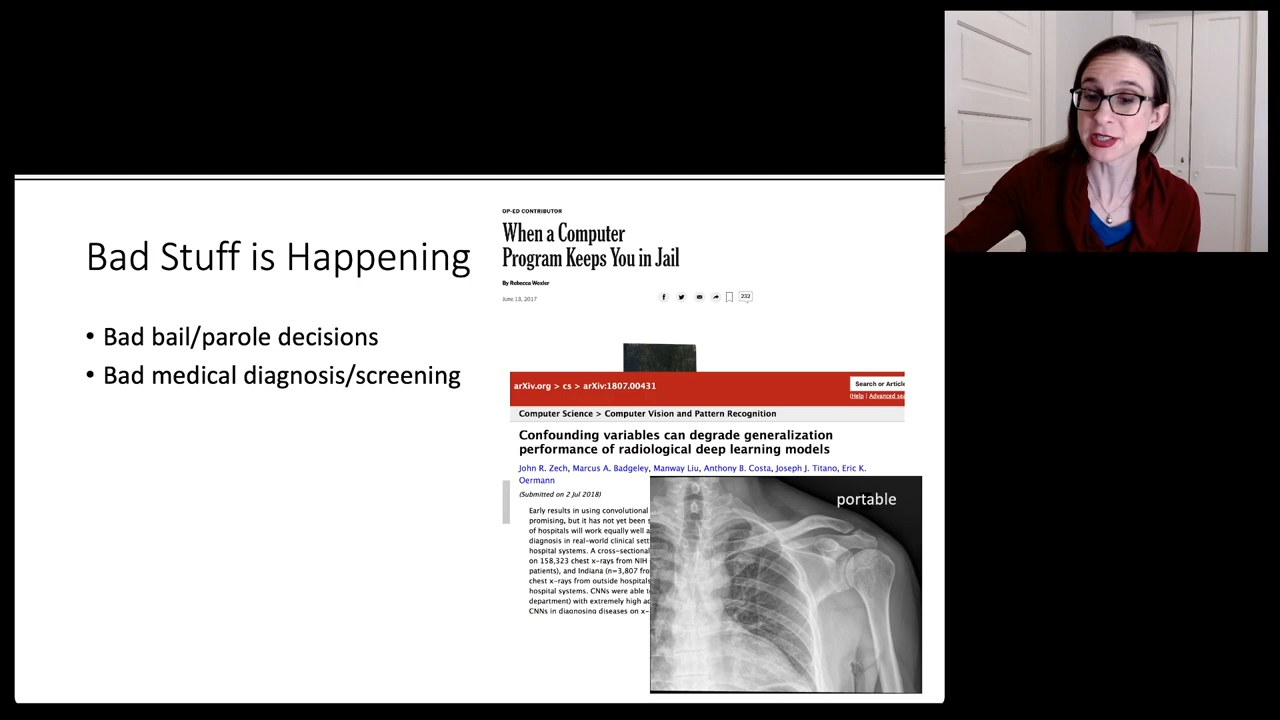 Bad Stuff is Happening
• Bad bail/parole decisions
• Bad medical diagnosis/screening
OP-ED CONTRIBUTOR
When a Computer
Program Keeps You in Jail
By Rebecca Wexler
June 13, 2017
232
arXiv.org > cs > arXiv:1807.00431
Search or Article
(Help | Advanced sea
Computer Science > Computer Vision and Pattern Recognition
Confounding variables can degrade generalization
performance of radiological deep learning models
John R. Zech, Marcus A. Badgeley, Manway Liu, Anthony B. Costa, Joseph J. Titano, Eric K.
Oermann
(Submitted on 2 Jul 2018)
Early results in using convolutional
promising, but it has not yet been s
of hospitals will work equally well a
diagnosis in real-world clinical sett
hospital systems. A cross-sectional
on 158,323 chest x-rays from NIH
patients), and Indiana (n=3,807 fro
chest x-rays from outside hospitals
hospital systems. CNNs were able t
department) with extremely high ac
CNNs in diagnosing diseases on x-
portable